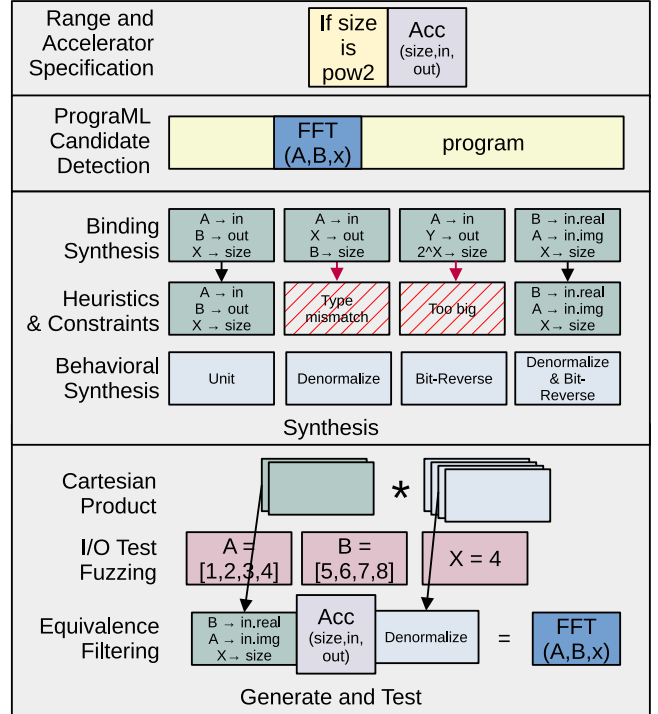 Range and
Accelerator
Specification
If size
is
pow2
Acc
(size,in,
out)
PrograML
Candidate
Detection
FFT
(A,B,x)
program
Binding
Synthesis
A → in
B → out
X → size
A → in
X → out
B→ size
A → in
Y → out
2^X→ size
B → in.real
A → in.img
X→ size
Heuristics
& Constraints
A → in
B → out
X → size
Type
mismatch
Too big
B → in.real
A → in.img
X→ size
Behavioral
Synthesis
Unit
Denormalize
Bit-Reverse
Denormalize
& Bit-
Reverse
Synthesis
Cartesian
Product
*
I/O Test
Fuzzing
A =
[1,2,3,4]
B =
[5,6,7,8]
X = 4
Equivalence
Filtering
B → in.real
A → in.img
X→ size
Acc
(size,in,
out)
Denormalize
=
FFT
(A,B,x)
Generate and Test